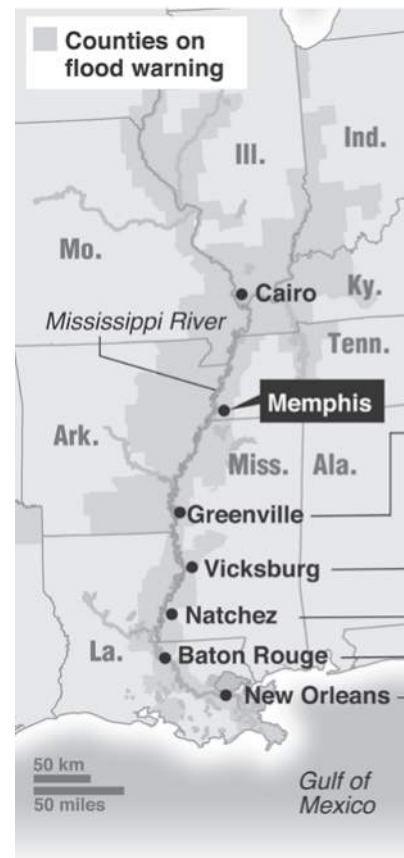 Counties on
flood warning
Ill.
Ind.
Mo.
Ky.
Cairo
Mississippi River
Tenn.
Memphis
Ark.
Miss.
Ala.
Greenville
Vicksburg
Natchez
La.
Baton Rouge
New Orleans
50 km
50 miles
Gulf of
Mexico